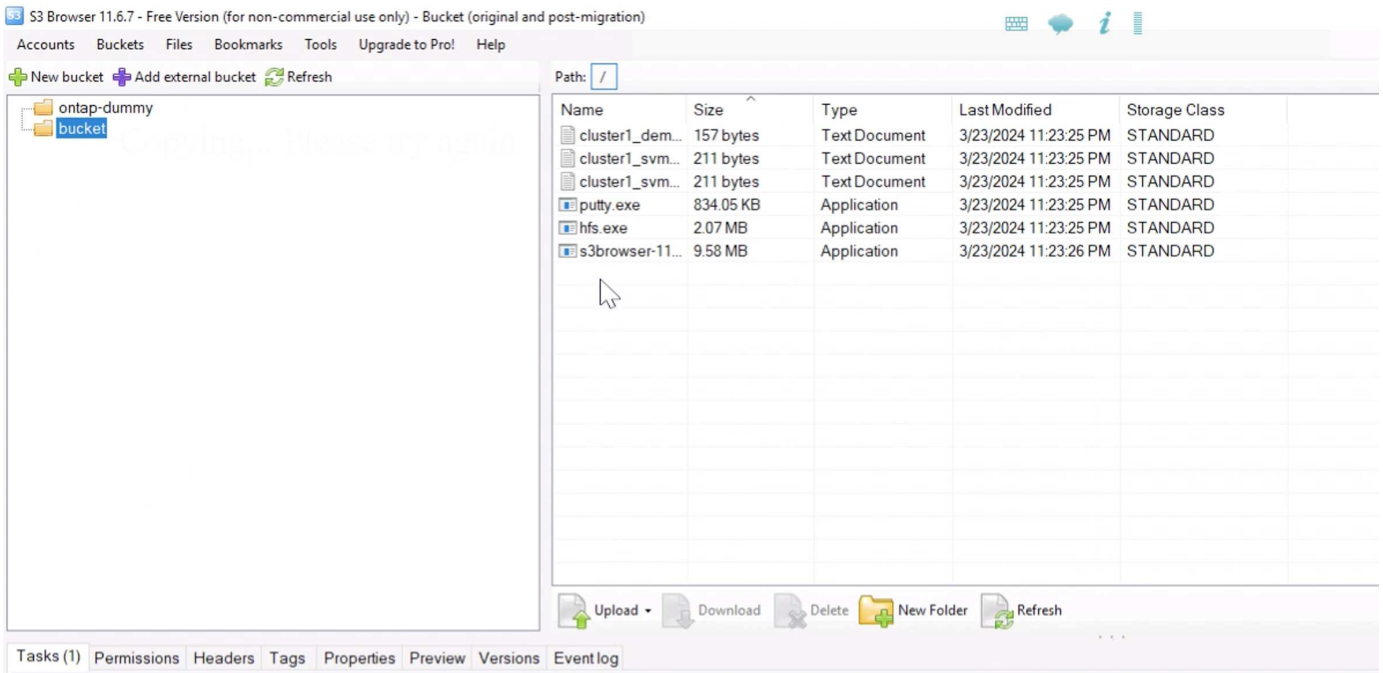 S3 Browser 11.6.7 - Free Version (for non-commercial use only) - Bucket (original and post-migration)
Accounts Buckets Files Bookmarks Tools Upgrade to Pro! Help
New bucket Add external bucket Refresh
ontap-dummy
bucket
Copying... Please try again
Path: /
Name Size Type Last Modified Storage Class
cluster1_dem... 157 bytes Text Document 3/23/2024 11:23:25 PM STANDARD
cluster1_svm... 211 bytes Text Document 3/23/2024 11:23:25 PM STANDARD
cluster1_svm... 211 bytes Text Document 3/23/2024 11:23:25 PM STANDARD
putty.exe 834.05 KB Application 3/23/2024 11:23:25 PM STANDARD
hfs.exe 2.07 MB Application 3/23/2024 11:23:25 PM STANDARD
s3browser-11... 9.58 MB Application 3/23/2024 11:23:26 PM STANDARD
Upload Download Delete New Folder Refresh
Tasks (1) Permissions Headers Tags Properties Preview Versions Eventlog